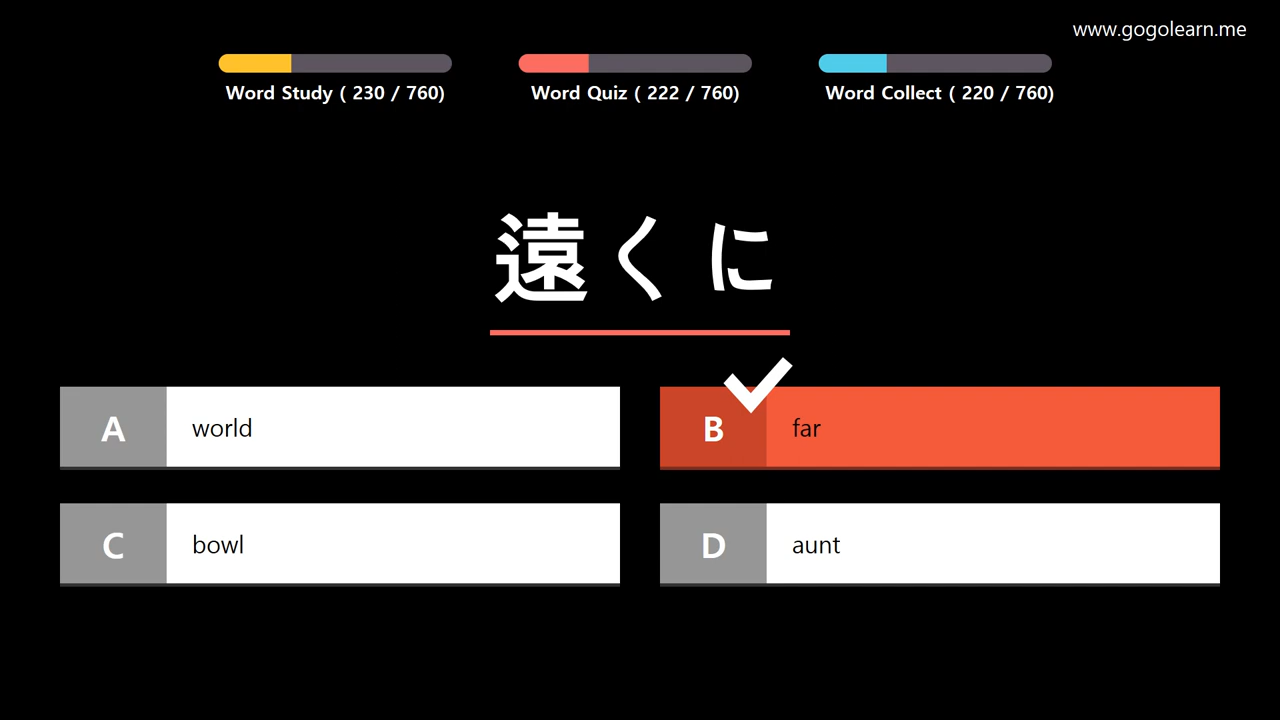 www.gogolearn.me
Word Study ( 230 / 760)
Word Quiz ( 222 / 760)
Word Collect ( 220 / 760)
遠くに
A world
B far
C bowl
D aunt